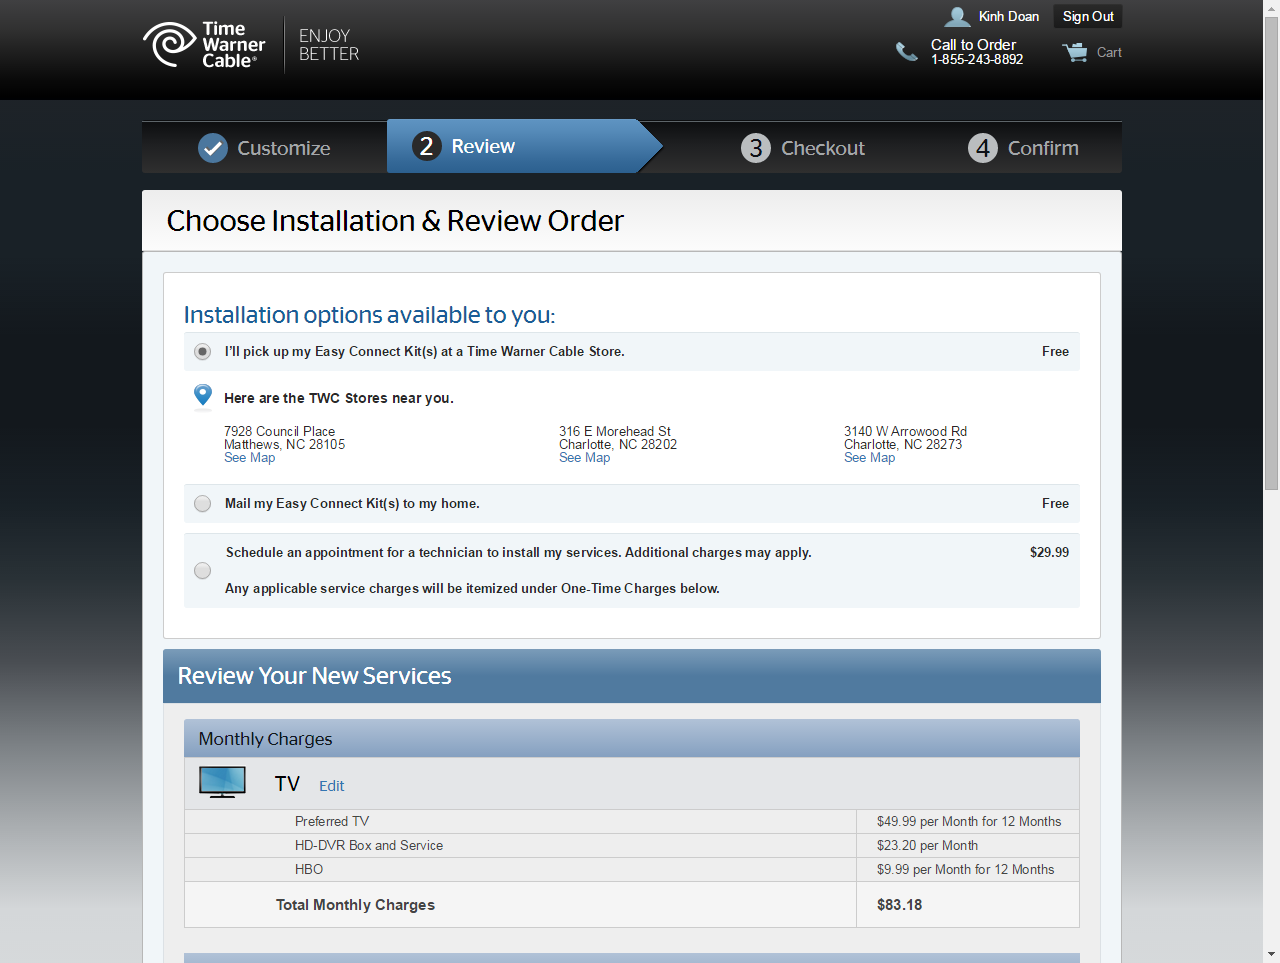 Time
Warner
Cable®
ENJOY
BETTER
Kinh Doan
Sign Out
Call to Order
1-855-243-8892
Cart
Customize
2 Review
3 Checkout
4 Confirm
Choose Installation & Review Order
Installation options available to you:
I'll pick up my Easy Connect Kit(s) at a Time Warner Cable Store. Free
Here are the TWC Stores near you.
7928 Council Place
Matthews, NC 28105
See Map
316 E Morehead St
Charlotte, NC 28202
See Map
3140 W Arrowood Rd
Charlotte, NC 28273
See Map
Mail my Easy Connect Kit(s) to my home. Free
Schedule an appointment for a technician to install my services. Additional charges may apply. $29.99
Any applicable service charges will be itemized under One-Time Charges below.
Review Your New Services
Monthly Charges
TV Edit
Preferred TV $49.99 per Month for 12 Months
HD-DVR Box and Service $23.20 per Month
HBO $9.99 per Month for 12 Months
Total Monthly Charges $83.18